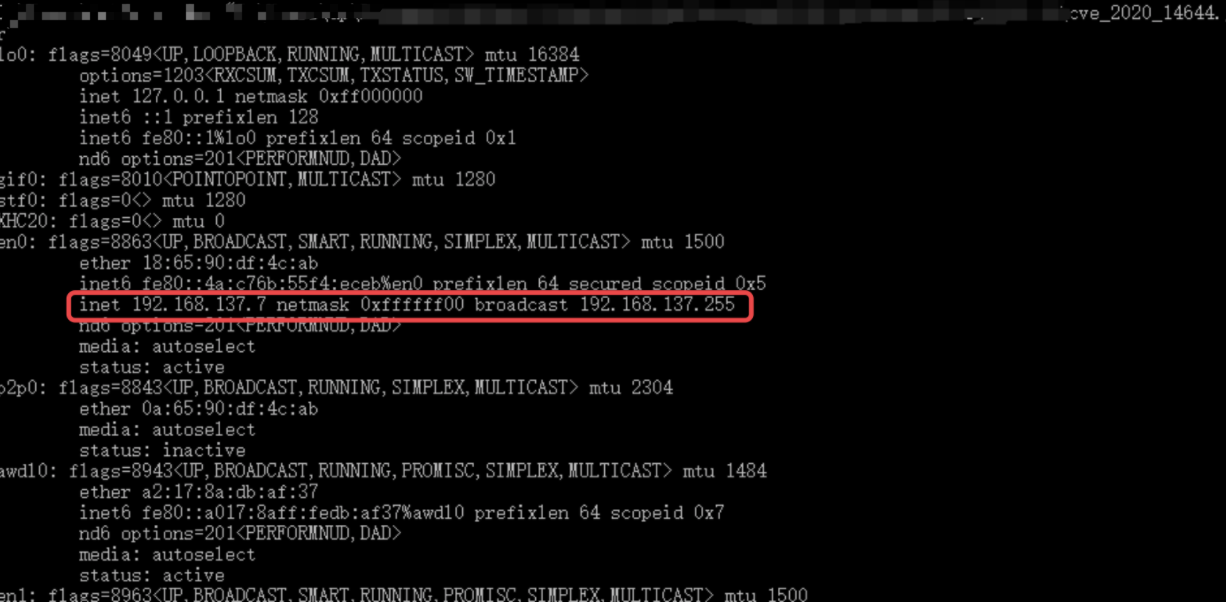 cve_2020_14644.
r
lo0: flags=8049<UP,LOOPBACK,RUNNING,MULTICAST> mtu 16384
options=1203<RXCSUM,TXCSUM,TXSTATUS,SW_TIMESTAMP>
inet 127.0.0.1 netmask 0xff000000
inet6 ::1 prefixlen 128
inet6 fe80::1%lo0 prefixlen 64 scopeid 0x1
nd6 options=201<PERFORMNUD,DAD>
gif0: flags=8010<POINTOPOINT,MULTICAST> mtu 1280
stf0: flags=0<> mtu 1280
XHC20: flags=0<> mtu 0
en0: flags=8863<UP,BROADCAST,SMART,RUNNING,SIMPLEX,MULTICAST> mtu 1500
ether 18:65:90:df:4c:ab
inet6 fe80::4a:c76b:55f4:eceb%en0 prefixlen 64 secured scopeid 0x5
inet 192.168.137.7 netmask 0xffffff00 broadcast 192.168.137.255
nd6 options=201<PERFORMNUD,DAD>
media: autoselect
status: active
p2p0: flags=8843<UP,BROADCAST,RUNNING,SIMPLEX,MULTICAST> mtu 2304
ether 0a:65:90:df:4c:ab
media: autoselect
status: inactive
awdl0: flags=8943<UP,BROADCAST,RUNNING,PROMISC,SIMPLEX,MULTICAST> mtu 1484
ether a2:17:8a:db:af:37
inet6 fe80::a017:8aff:fedb:af37%awdl0 prefixlen 64 scopeid 0x7
nd6 options=201<PERFORMNUD,DAD>
media: autoselect
status: active
en1: flags=8963<UP,BROADCAST,SMART,RUNNING,PROMISC,SIMPLEX,MULTICAST> mtu 1500